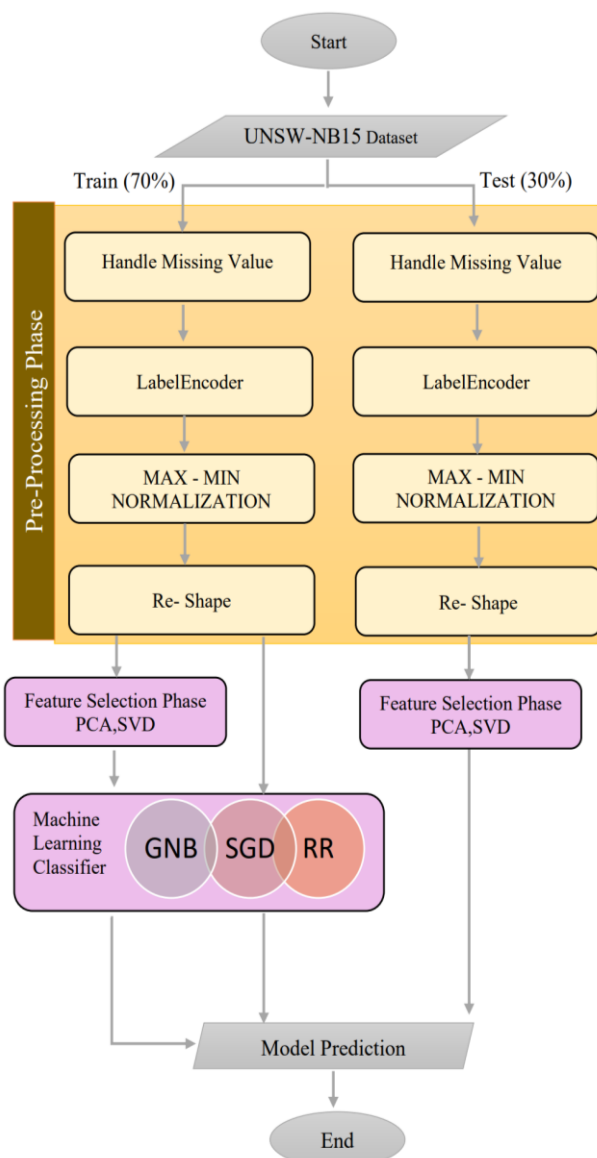 Start
UNSW-NB15 Dataset
Train (70%)
Test (30%)
Pre-Processing Phase
Handle Missing Value
Handle Missing Value
LabelEncoder
LabelEncoder
MAX - MIN
NORMALIZATION
MAX - MIN
NORMALIZATION
Re- Shape
Re- Shape
Feature Selection Phase
PCA,SVD
Feature Selection Phase
PCA,SVD
Machine
Learning
Classifier
GNB
SGD
RR
Model Prediction
End